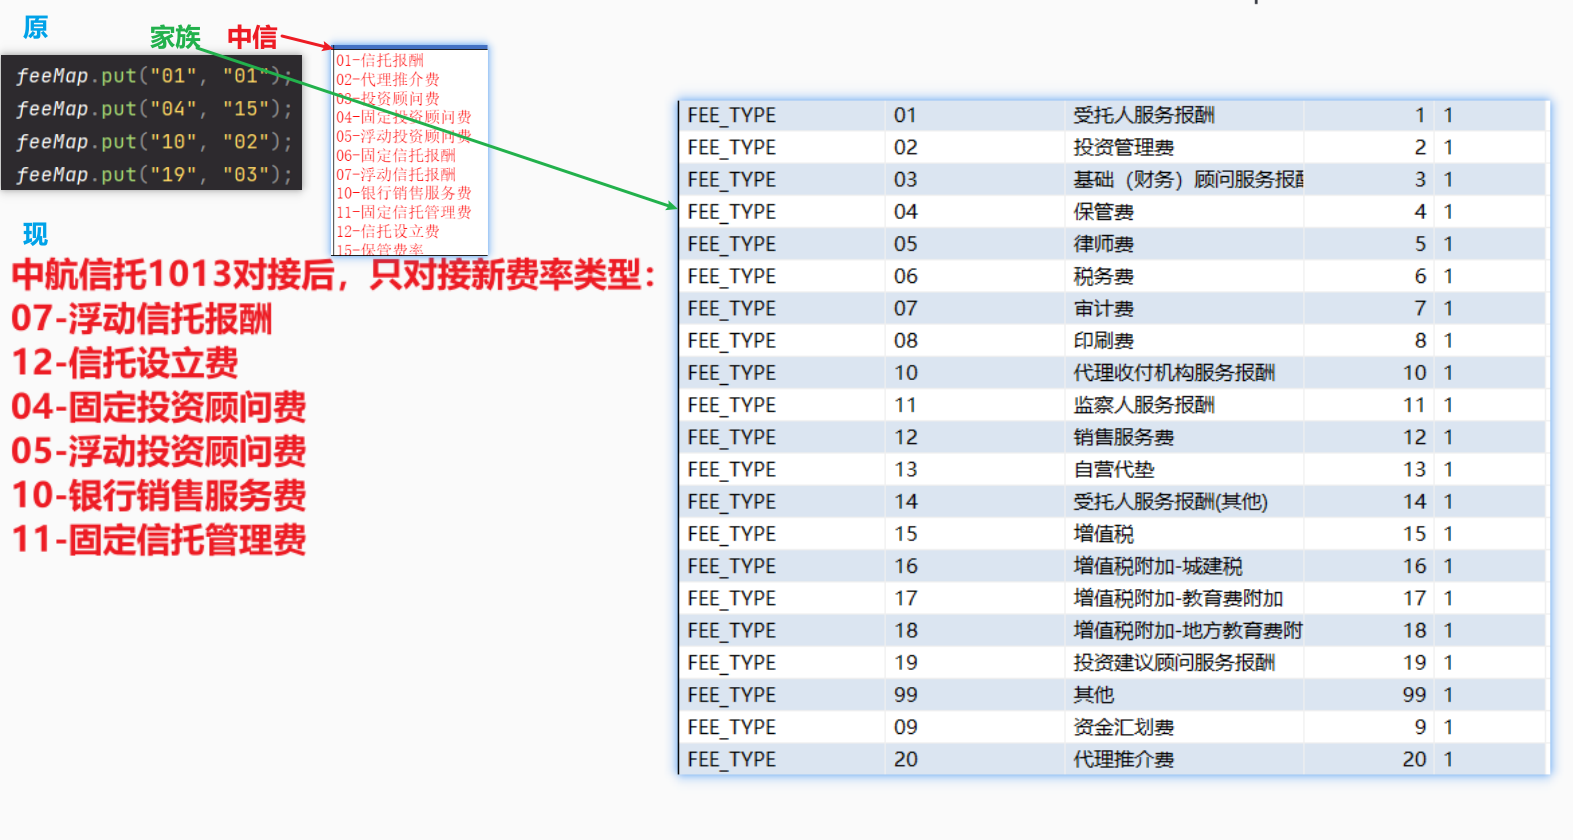 原
家族 中信
feeMap.put("01", "01");
feeMap.put("04", "15");
feeMap.put("10", "02");
feeMap.put("19", "03");
01-信托报酬
02-代理推介费
03-投资顾问费
04-固定投资顾问费
05-浮动投资顾问费
06-固定信托报酬
07-浮动信托报酬
10-银行销售服务费
11-固定信托管理费
12-信托设立费
15-保管费率
现
中航信托1013对接后，只对接新费率类型：
07-浮动信托报酬
12-信托设立费
04-固定投资顾问费
05-浮动投资顾问费
10-银行销售服务费
11-固定信托管理费
FEE_TYPE 01 受托人服务报酬 1 1
FEE_TYPE 02 投资管理费 2 1
FEE_TYPE 03 基础（财务）顾问服务报 3 1
FEE_TYPE 04 保管费 4 1
FEE_TYPE 05 律师费 5 1
FEE_TYPE 06 税务费 6 1
FEE_TYPE 07 审计费 7 1
FEE_TYPE 08 印刷费 8 1
FEE_TYPE 10 代理收付机构服务报酬 10 1
FEE_TYPE 11 监察人服务报酬 11 1
FEE_TYPE 12 销售服务费 12 1
FEE_TYPE 13 自营代垫 13 1
FEE_TYPE 14 受托人服务报酬(其他) 14 1
FEE_TYPE 15 增值税 15 1
FEE_TYPE 16 增值税附加-城建税 16 1
FEE_TYPE 17 增值税附加-教育费附加 17 1
FEE_TYPE 18 增值税附加-地方教育费附 18 1
FEE_TYPE 19 投资建议顾问服务报酬 19 1
FEE_TYPE 99 其他 99 1
FEE_TYPE 09 资金汇划费 9 1
FEE_TYPE 20 代理推介费 20 1